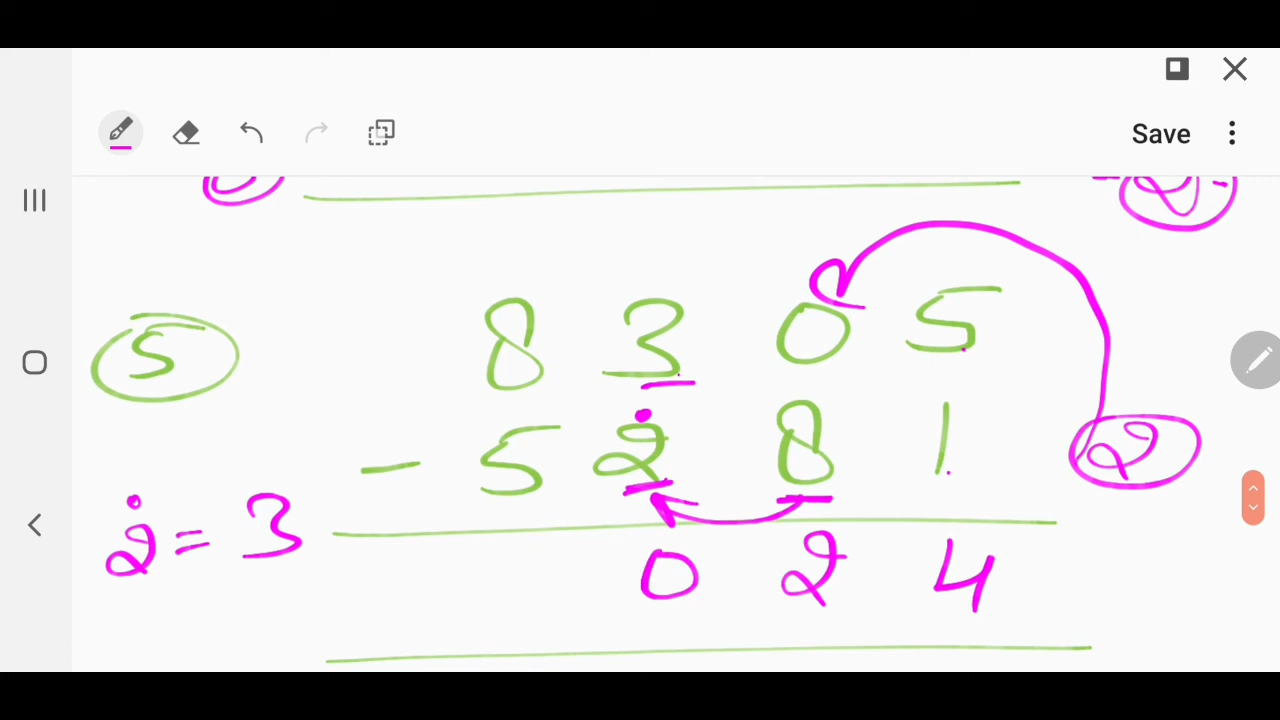 Save
8 3 0 5
5
- 5 2 8 1 2
2 = 3
0 2 4